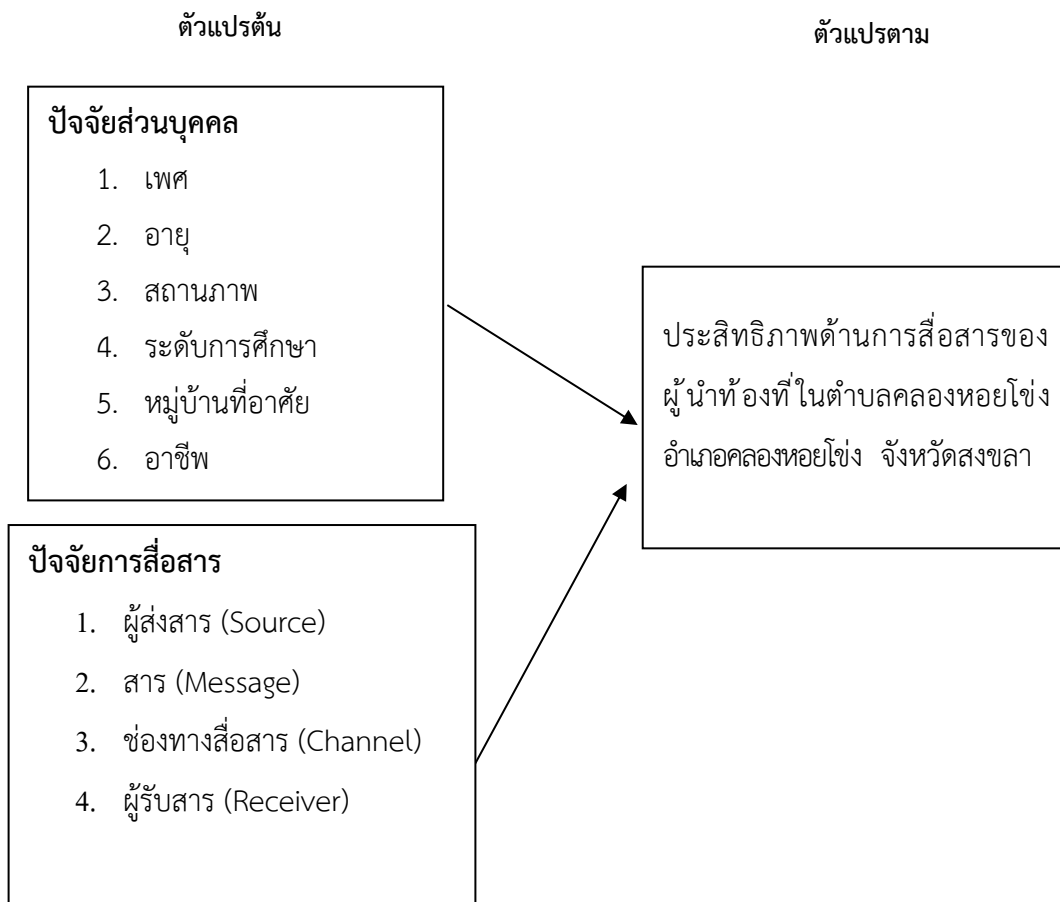 ตัวแปรต้น
ตัวแปรตาม
ปัจจัยส่วนบุคคล
1. เพศ
2. อายุ
3. สถานภาพ
4. ระดับการศึกษา
5. หมู่บ้านที่อาศัย
6. อาชีพ
ประสิทธิภาพด้านการสื่อสารของ
ผู้นำท้องที่ในตำบลคลองหอยโข่ง
อำเภอคลองหอยโข่ง จังหวัดสงขลา
ปัจจัยการสื่อสาร
1. ผู้ส่งสาร (Source)
2. สาร (Message)
3. ช่องทางสื่อสาร (Channel)
4. ผู้รับสาร (Receiver)